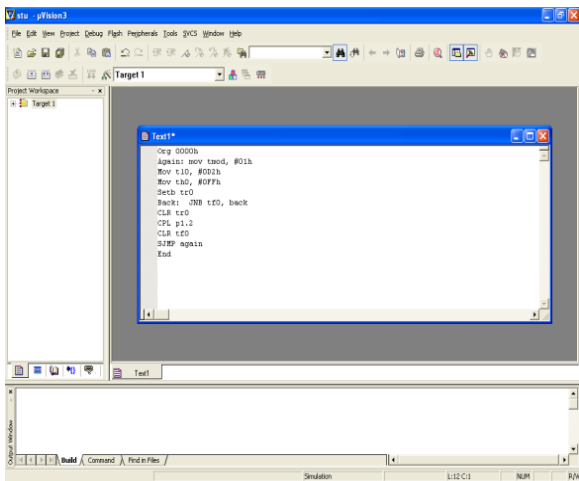 stu - µVision3
File Edit View Project Debug Flash Peripherals Tools SVCS Window Help
Target 1
Project Workspace
Target 1
Text1*
Org 0000h
Again: mov tmod, #01h
Mov tl0, #0D2h
Mov th0, #0FFh
Setb tr0
Back: JNB tf0, back
CLR tr0
CPL p1.2
CLR tf0
SJMP again
End
Text1
Output Window
Build Command Find in Files
Simulation L:12 C:1 NUM R/W